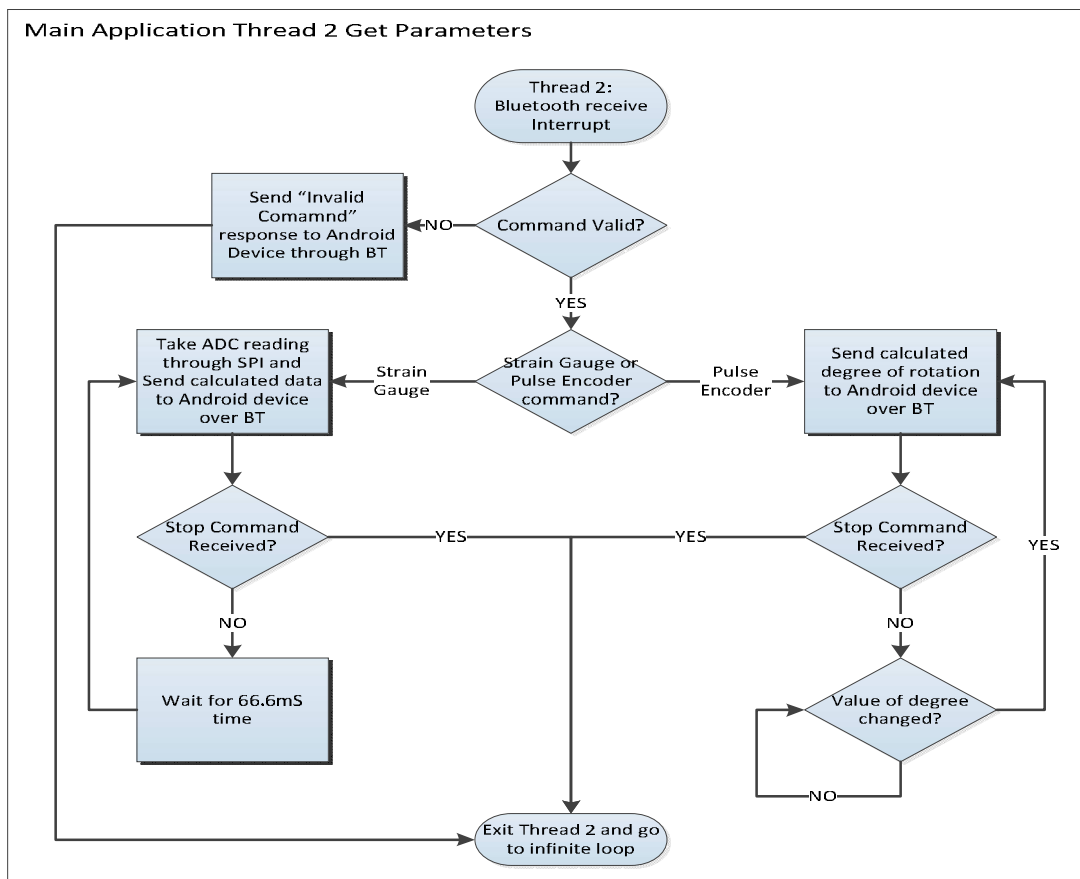 Main Application Thread 2 Get Parameters
Thread 2:
Bluetooth receive
Interrupt
Command Valid?
NO
Send “Invalid
Comamnd”
response to Android
Device through BT
YES
Strain Gauge or
Pulse Encoder
command?
Strain
Gauge
Take ADC reading
through SPI and
Send calculated data
to Android device
over BT
Pulse
Encoder
Send calculated
degree of rotation
to Android device
over BT
Stop Command
Received?
YES
YES
Stop Command
Received?
YES
NO
NO
Wait for 66.6mS
time
Value of degree
changed?
NO
Exit Thread 2 and go
to infinite loop